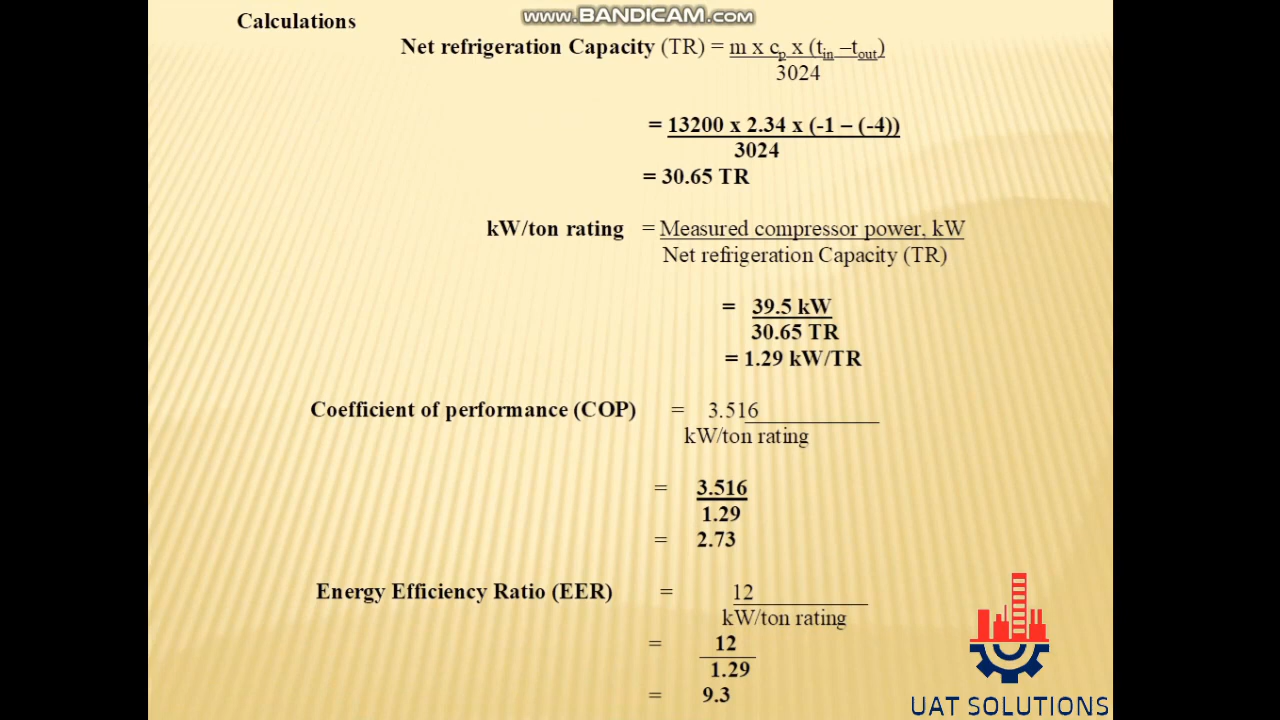 www.BANDICAM.com
Calculations
Net refrigeration Capacity (TR) = m x cp x (tin –tout)
3024
= 13200 x 2.34 x (-1 – (-4))
3024
= 30.65 TR
kW/ton rating = Measured compressor power, kW
Net refrigeration Capacity (TR)
= 39.5 kW
30.65 TR
= 1.29 kW/TR
Coefficient of performance (COP) = 3.516
kW/ton rating
= 3.516
1.29
= 2.73
Energy Efficiency Ratio (EER) = 12
kW/ton rating
= 12
1.29
= 9.3
UAT SOLUTIONS